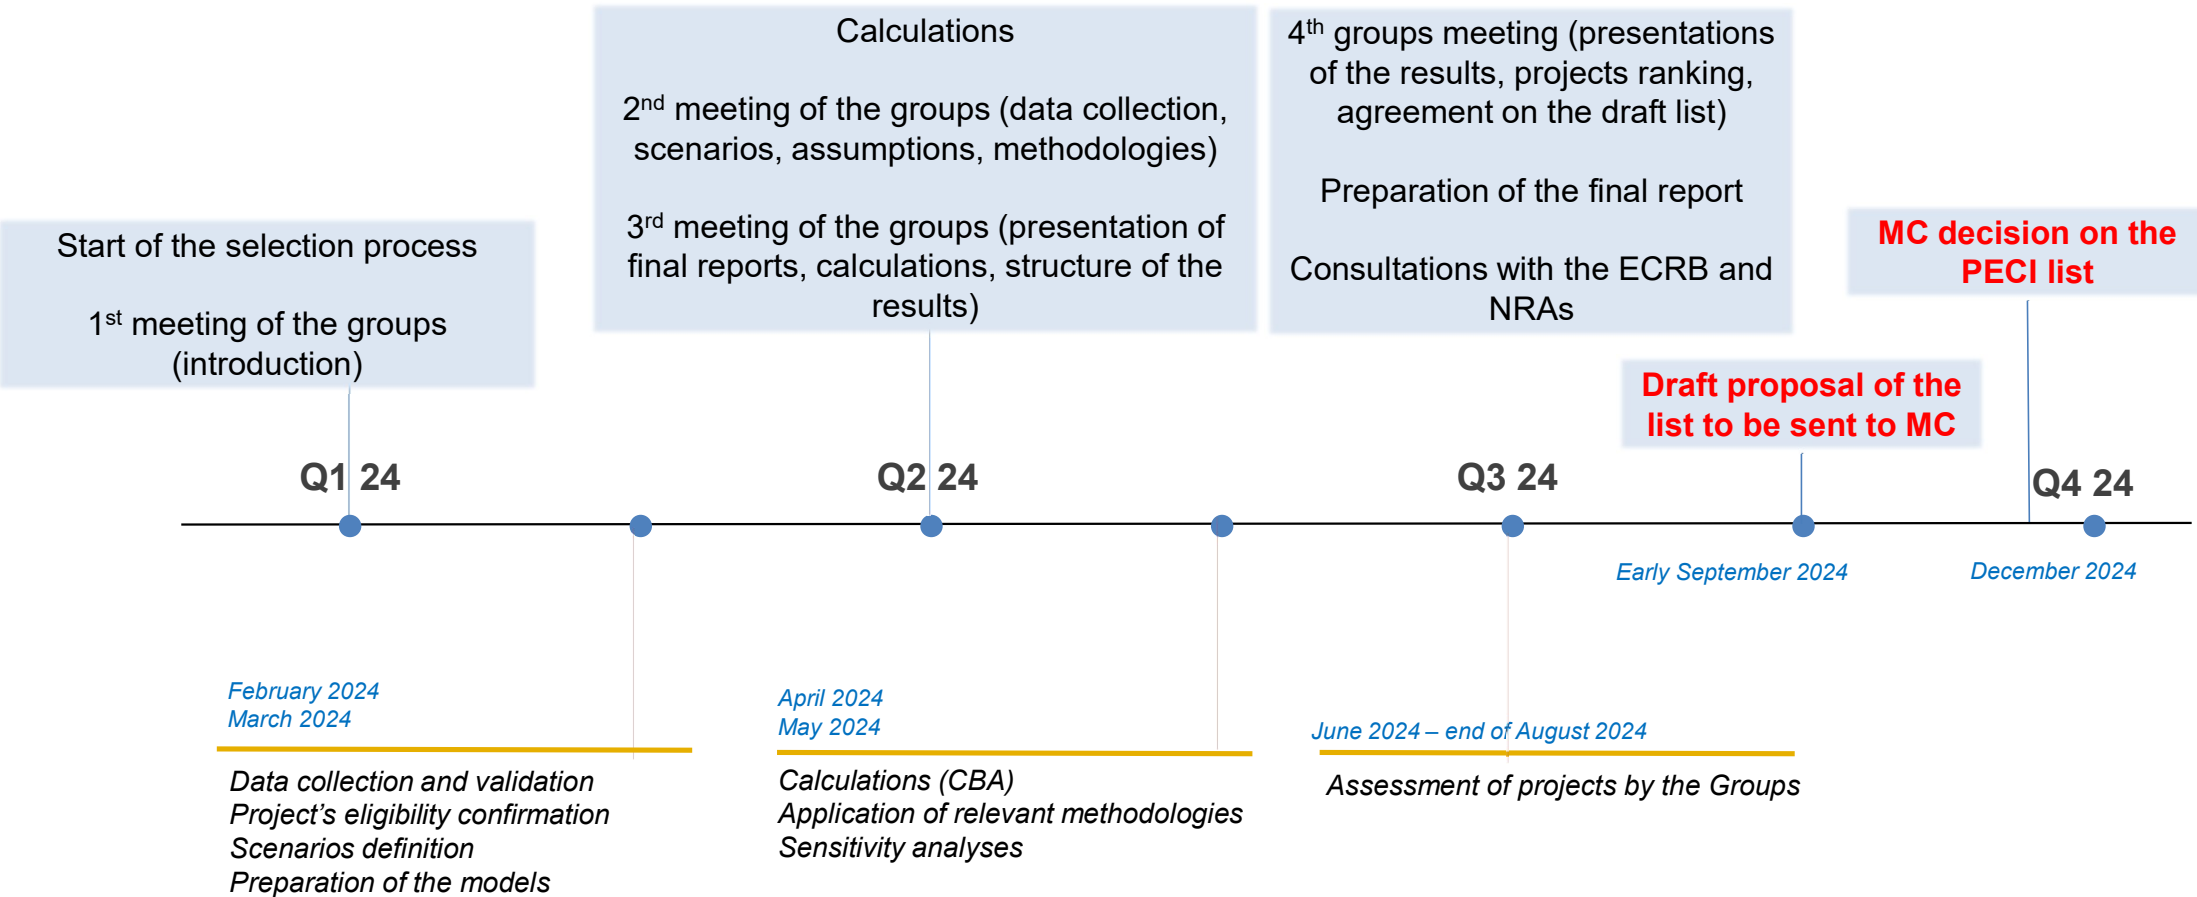 Start of the selection process
1st meeting of the groups
(introduction)
Calculations
2nd meeting of the groups (data collection,
scenarios, assumptions, methodologies)
3rd meeting of the groups (presentation of
final reports, calculations, structure of the
results)
4th groups meeting (presentations
of the results, projects ranking,
agreement on the draft list)
Preparation of the final report
Consultations with the ECRB and
NRAs
MC decision on the
PECI list
Draft proposal of the
list to be sent to MC
Q1 24
Q2 24
Q3 24
Q4 24
Early September 2024
December 2024
February 2024
March 2024
Data collection and validation
Project’s eligibility confirmation
Scenarios definition
Preparation of the models
April 2024
May 2024
Calculations (CBA)
Application of relevant methodologies
Sensitivity analyses
June 2024 – end of August 2024
Assessment of projects by the Groups